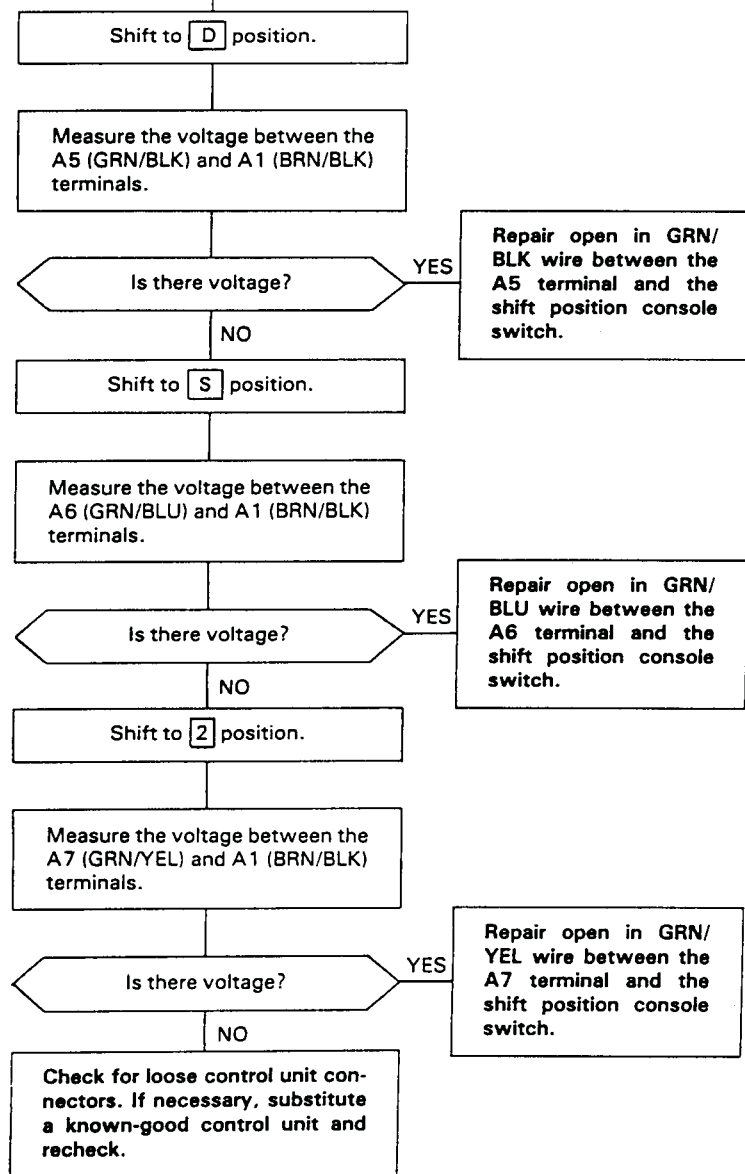 Shift to D position.
Measure the voltage between the
A5 (GRN/BLK) and A1 (BRN/BLK)
terminals.
Is there voltage?
YES
Repair open in GRN/
BLK wire between the
A5 terminal and the
shift position console
switch.
NO
Shift to S position.
Measure the voltage between the
A6 (GRN/BLU) and A1 (BRN/BLK)
terminals.
Is there voltage?
YES
Repair open in GRN/
BLU wire between the
A6 terminal and the
shift position console
switch.
NO
Shift to 2 position.
Measure the voltage between the
A7 (GRN/YEL) and A1 (BRN/BLK)
terminals.
Is there voltage?
YES
Repair open in GRN/
YEL wire between the
A7 terminal and the
shift position console
switch.
NO
Check for loose control unit con-
nectors. If necessary, substitute
a known-good control unit and
recheck.